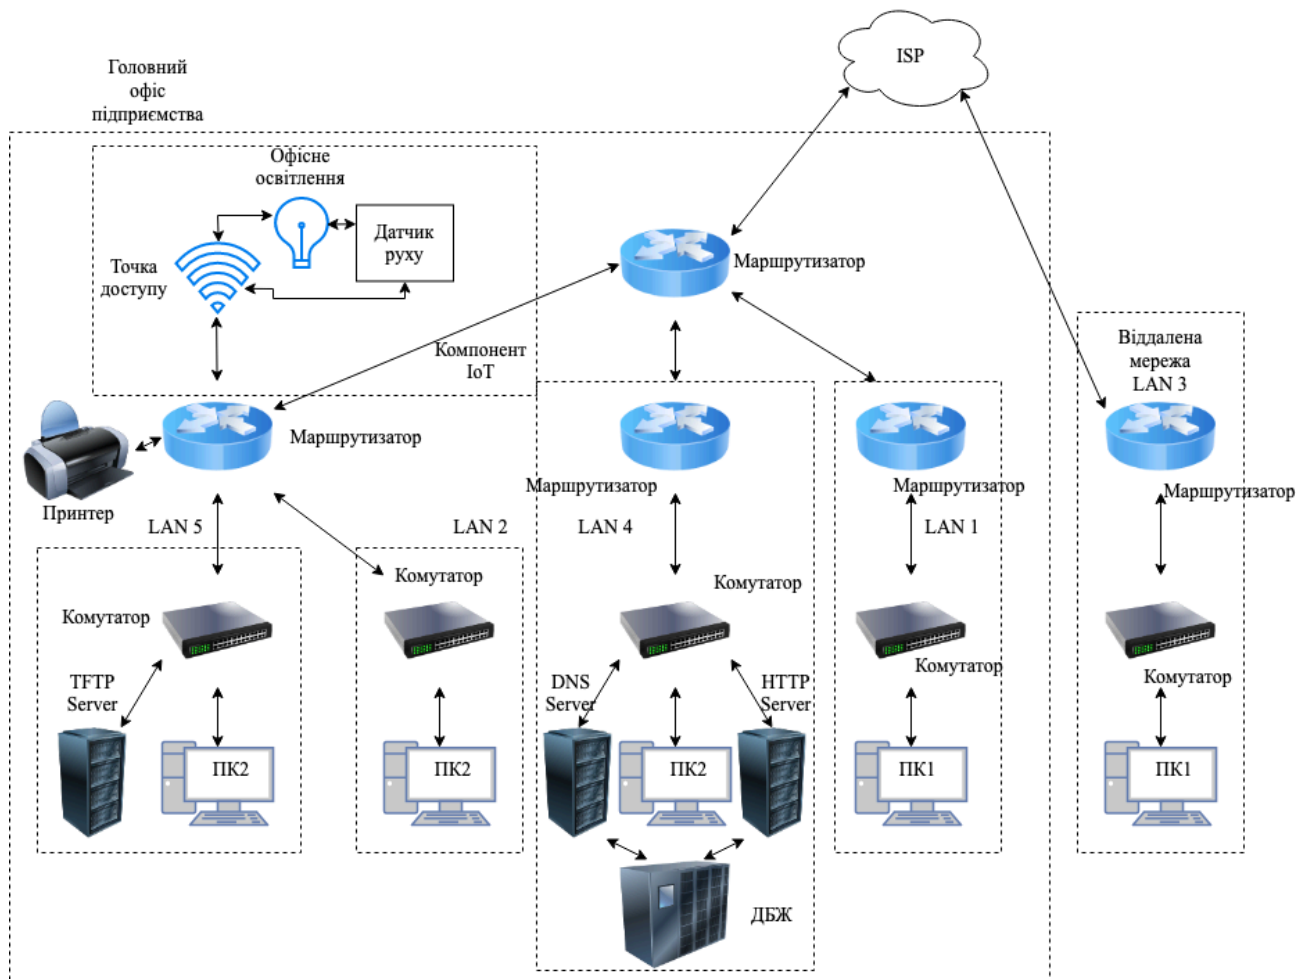 ISP
Головний
офіс
підприємства
Офісне
освітлення
Датчик
руху
Точка
доступу
Маршрутизатор
Компонент
IoT
Віддалена
мережа
LAN 3
Маршрутизатор
Принтер
Маршрутизатор
Маршрутизатор
Маршрутизатор
LAN 5
LAN 2
LAN 4
LAN 1
Комутатор
Комутатор
Комутатор
Комутатор
Комутатор
TFTP
Server
DNS
Server
HTTP
Server
ПК2
ПК2
ПК2
ПК1
ПК1
ДБЖ